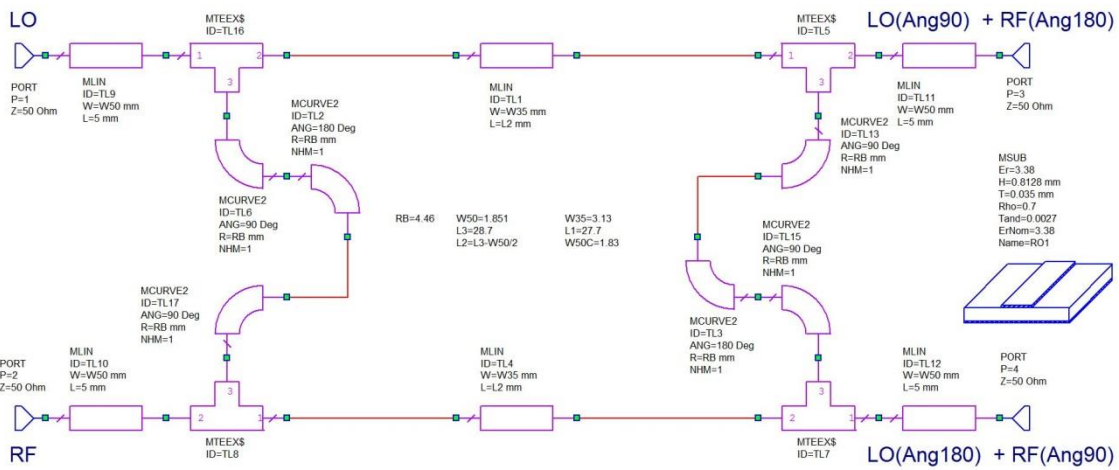 LO
MTEEX$
ID=TL16
MTEEX$
ID=TL5
LO(Ang90) + RF(Ang180)
1
2
3
1
2
3
PORT
P=1
Z=50 Ohm
MLIN
ID=TL9
W=W50 mm
L=5 mm
MCURVE2
ID=TL2
ANG=180 Deg
R=RB mm
NHM=1
MLIN
ID=TL1
W=W35 mm
L=L2 mm
MCURVE2
ID=TL13
ANG=90 Deg
R=RB mm
NHM=1
MLIN
ID=TL11
W=W50 mm
L=5 mm
PORT
P=3
Z=50 Ohm
MSUB
Er=3.38
H=0.8128 mm
T=0.035 mm
Rho=0.7
Tand=0.0027
ErNom=3.38
Name=RO1
MCURVE2
ID=TL6
ANG=90 Deg
R=RB mm
NHM=1
RB=4.46
W50=1.851
L3=28.7
L2=L3-W50/2
W35=3.13
L1=27.7
W50C=1.83
MCURVE2
ID=TL15
ANG=90 Deg
R=RB mm
NHM=1
MCURVE2
ID=TL17
ANG=90 Deg
R=RB mm
NHM=1
MCURVE2
ID=TL3
ANG=180 Deg
R=RB mm
NHM=1
PORT
P=2
Z=50 Ohm
MLIN
ID=TL10
W=W50 mm
L=5 mm
MLIN
ID=TL4
W=W35 mm
L=L2 mm
MLIN
ID=TL12
W=W50 mm
L=5 mm
PORT
P=4
Z=50 Ohm
3
2
1
3
2
1
RF
MTEEX$
ID=TL8
MTEEX$
ID=TL7
LO(Ang180) + RF(Ang90)